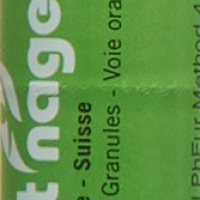 t nage
e - Suisse
Granules - Voie ora
l PhEur Method 4